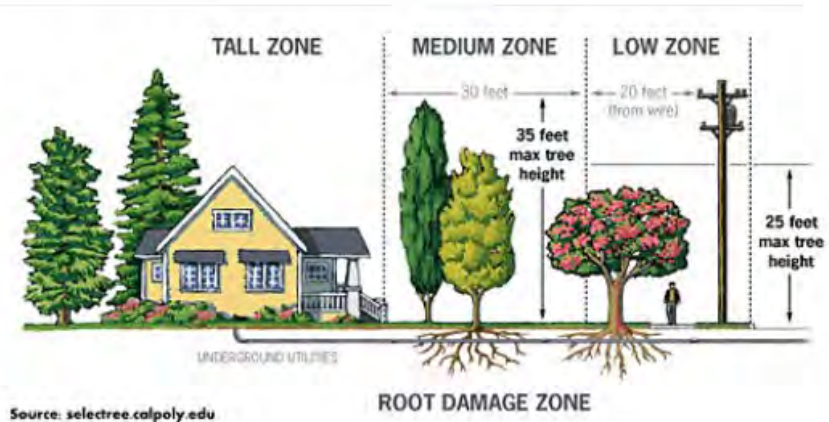 TALL ZONE
MEDIUM ZONE
LOW ZONE
30 feet
20 feet
(from wire)
35 feet
max tree
height
25 feet
max tree
height
UNDERGROUND UTILITIES
ROOT DAMAGE ZONE
Source: selectree.calpoly.edu